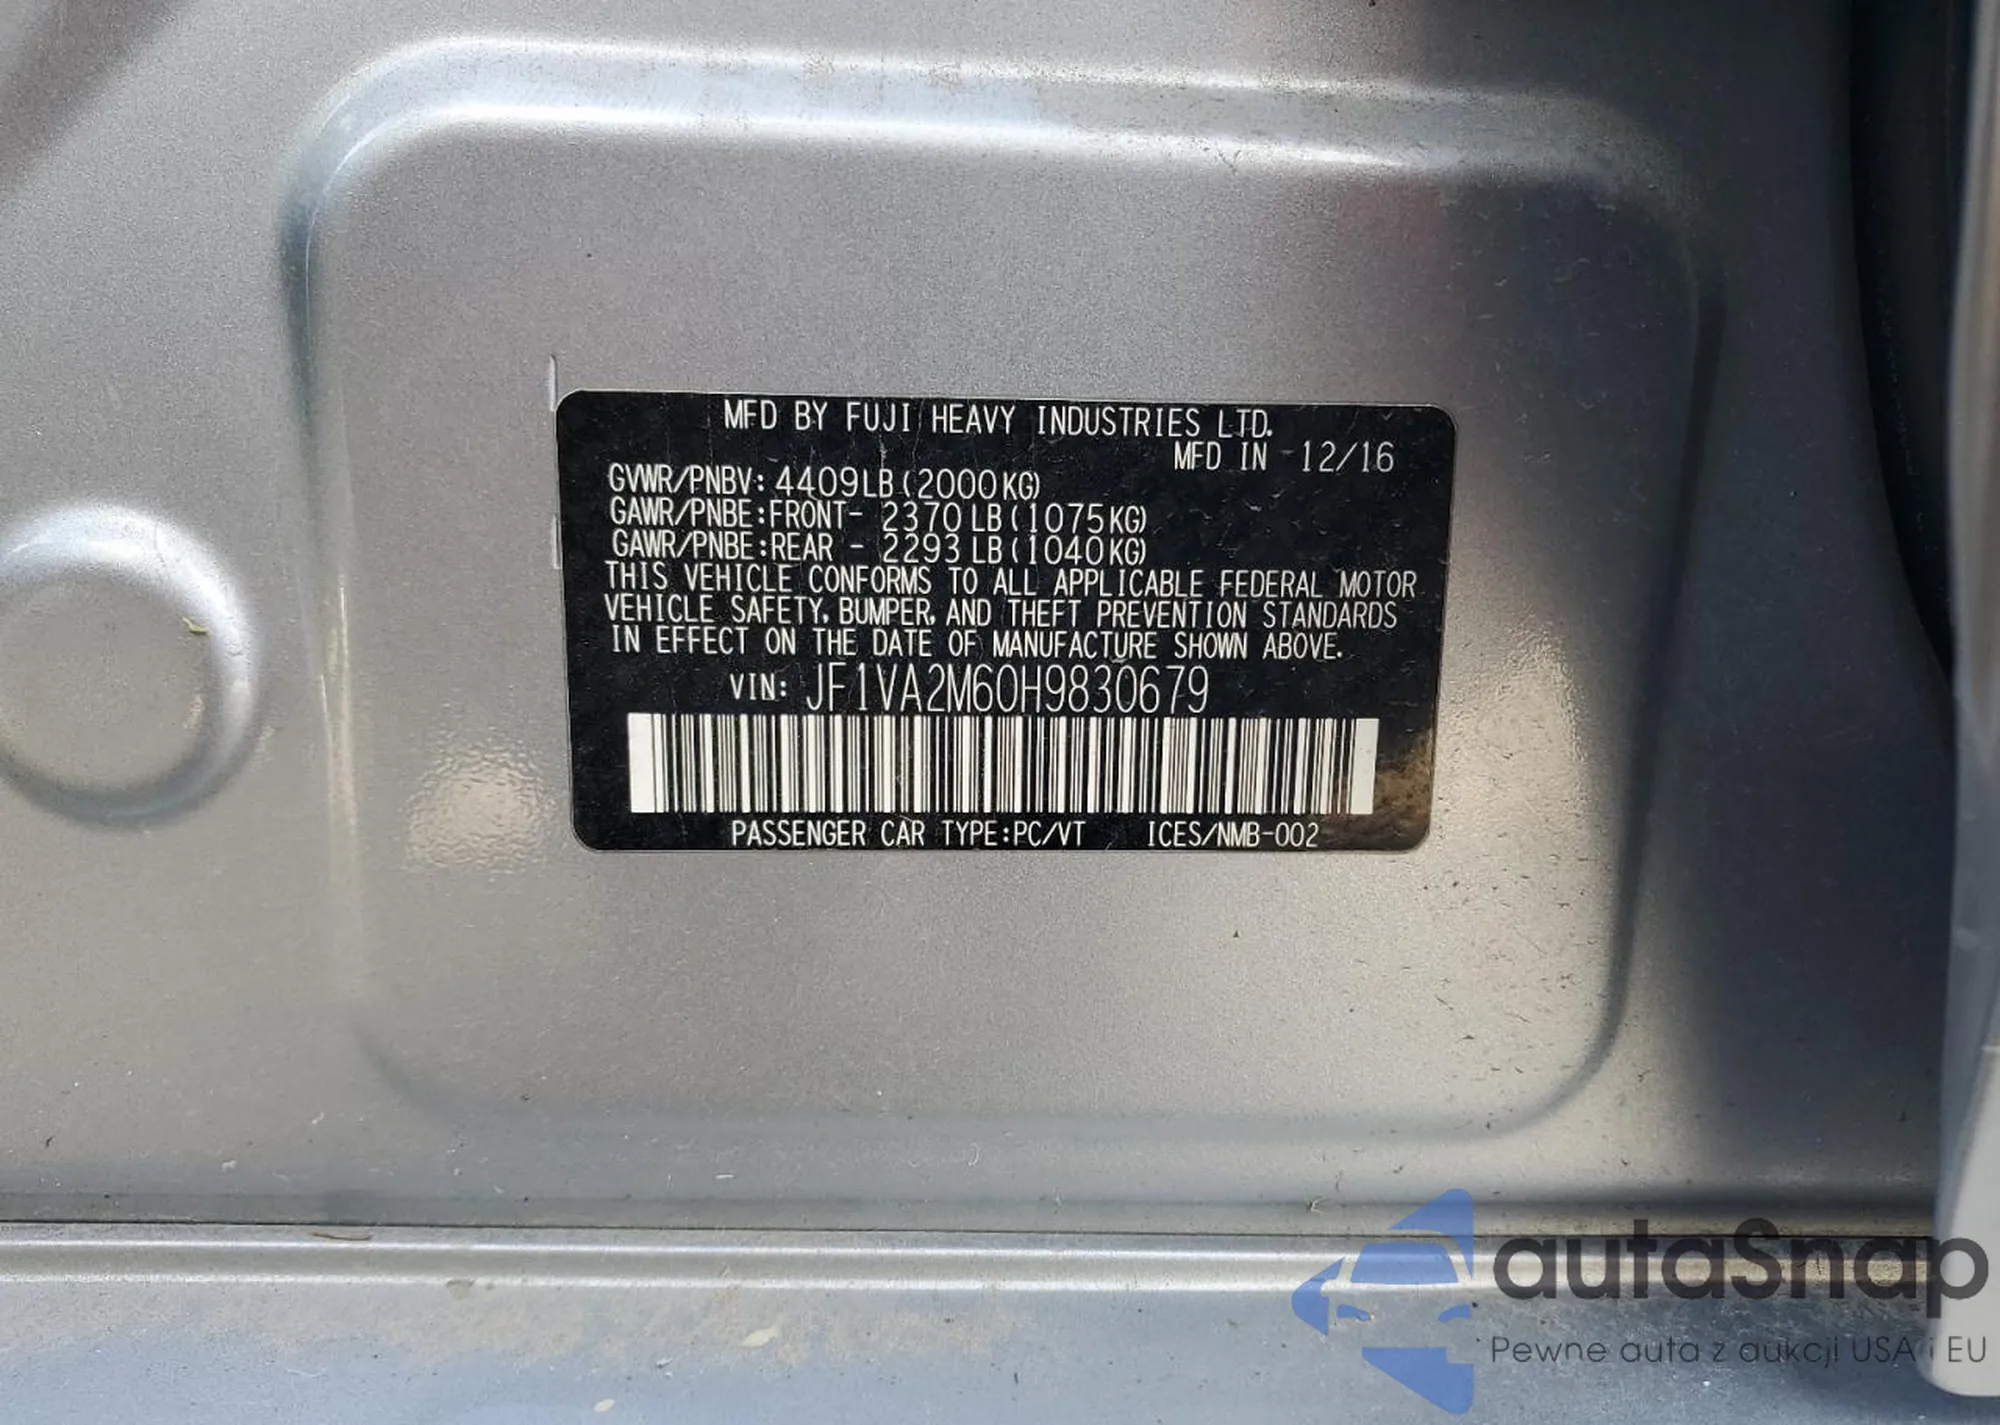 MFD BY FUJI HEAVY INDUSTRIES LTD.
MFD IN 12/16
GVWR/PNBV: 4409LB(2000KG)
GAWR/PNBE:FRONT- 2370LB(1075KG)
GAWR/PNBE:REAR - 2293LB(1040KG)
THIS VEHICLE CONFORMS TO ALL APPLICABLE FEDERAL MOTOR
VEHICLE SAFETY, BUMPER, AND THEFT PREVENTION STANDARDS
IN EFFECT ON THE DATE OF MANUFACTURE SHOWN ABOVE.
VIN: JF1VA2M60H9830679
PASSENGER CAR TYPE:PC/VT ICES/NMB-002
autaSnap
Pewne auta z aukcji USA i EU